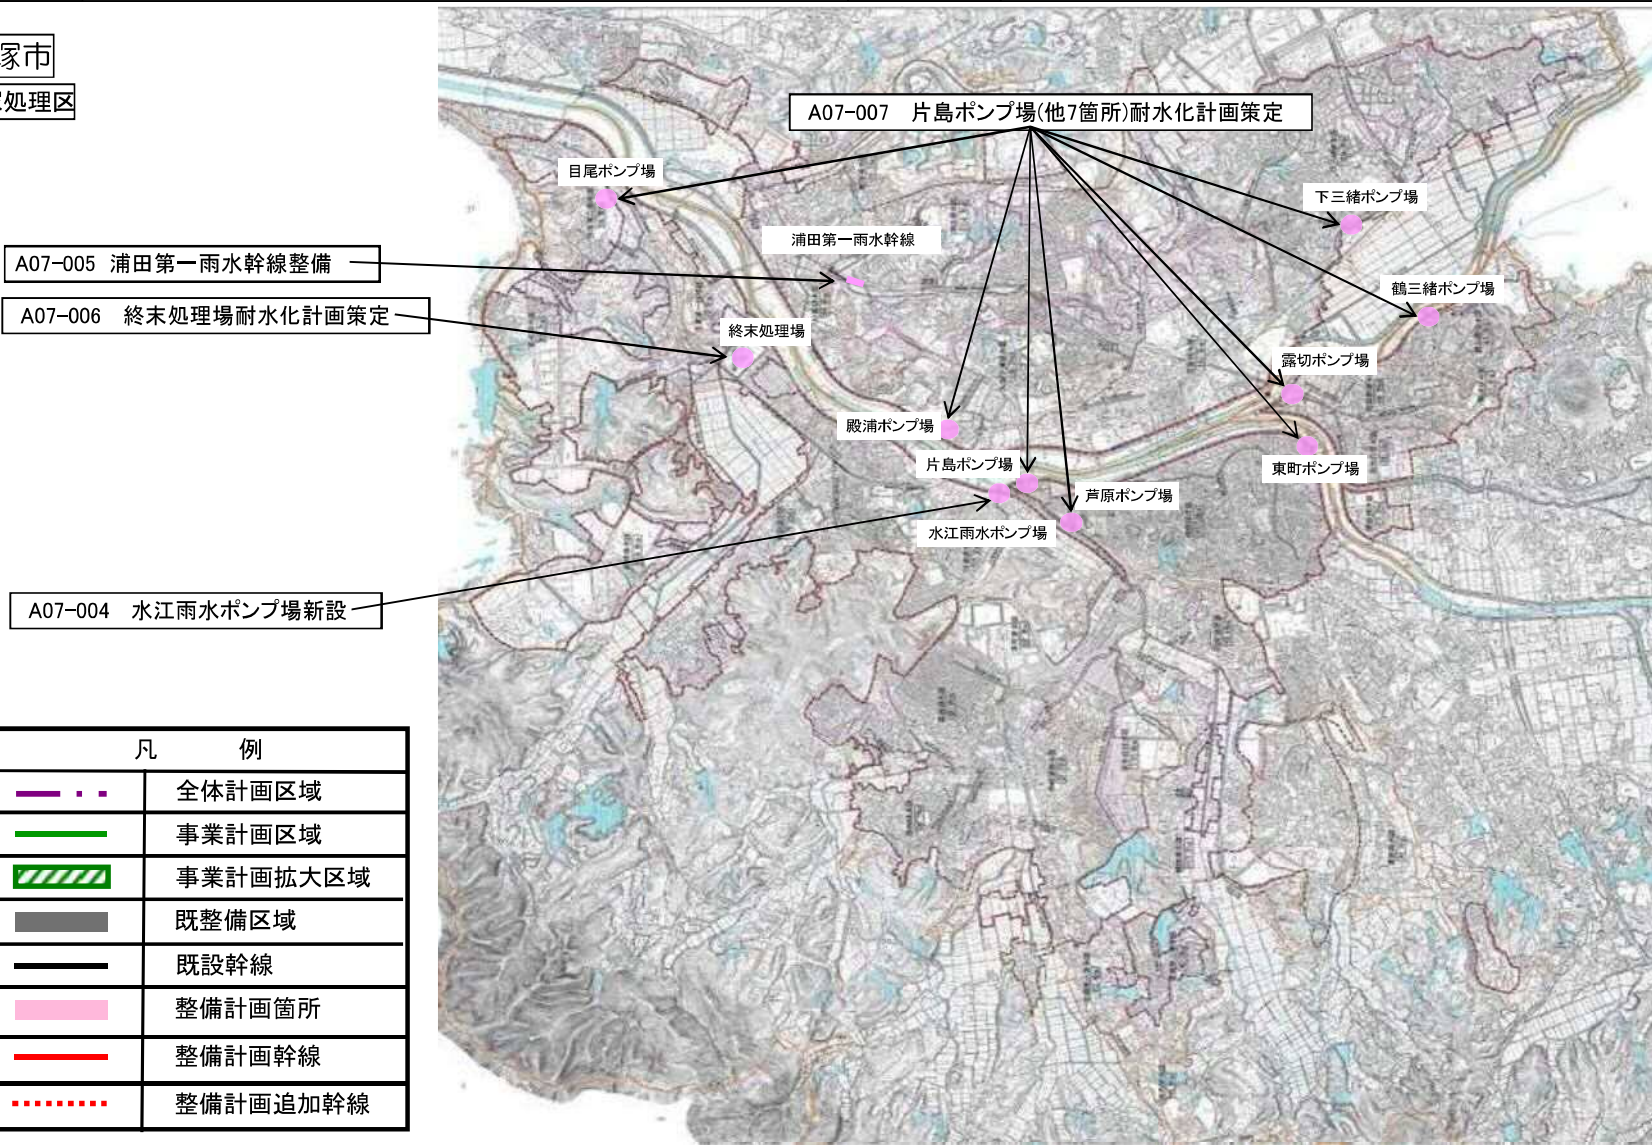 塚市
処理区
A07-007 片島ポンプ場(他7箇所)耐水化計画策定
目尾ポンプ場
下三緒ポンプ場
浦田第一雨水幹線
A07-005 浦田第一雨水幹線整備
鶴三緒ポンプ場
A07-006 終末処理場耐水化計画策定
終末処理場
露切ポンプ場
殿浦ポンプ場
片島ポンプ場
東町ポンプ場
芦原ポンプ場
水江雨水ポンプ場
A07-004 水江雨水ポンプ場新設
凡 例
全体計画区域
事業計画区域
事業計画拡大区域
既整備区域
既設幹線
整備計画箇所
整備計画幹線
整備計画追加幹線